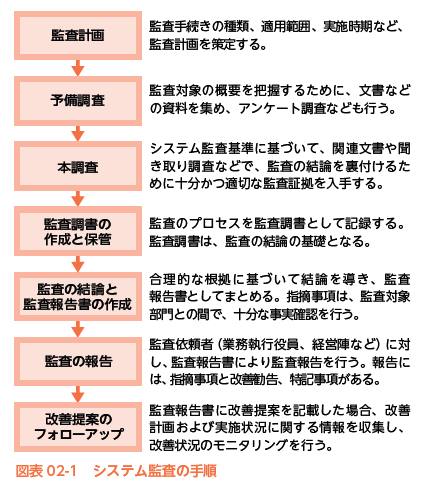 監査計画
監査手続きの種類、適用範囲、実施時期など、
監査計画を策定する。
予備調査
監査対象の概要を把握するために、文書など
の資料を集め、アンケート調査なども行う。
本調査
システム監査基準に基づいて、関連文書や聞
き取り調査などで、監査の結論を裏付けるた
めに十分かつ適切な監査証拠を入手する。
監査調書の
作成と保管
監査のプロセスを監査調書として記録する。
監査調書は、監査の結論の基礎となる。
監査の結論と
監査報告書の作成
合理的な根拠に基づいて結論を導き、監査
報告書としてまとめる。指摘事項は、監査対象
部門との間で、十分な事実確認を行う。
監査の報告
監査依頼者（業務執行役員、経営陣など）に対
し、監査報告書により監査報告を行う。報告に
は、指摘事項と改善勧告、特記事項がある。
改善提案の
フォローアップ
監査報告書に改善提案を記載した場合、改善
計画および実施状況に関する情報を収集し、
改善状況のモニタリングを行う。
図表 02-1　システム監査の手順